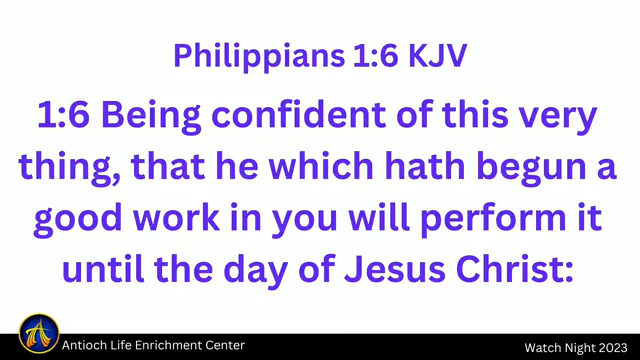 Philippians 1:6 KJV
1:6 Being confident of this very
thing, that he which hath begun a
good work in you will perform it
until the day of Jesus Christ:
Antioch Life Enrichment Center
Watch Night 2023